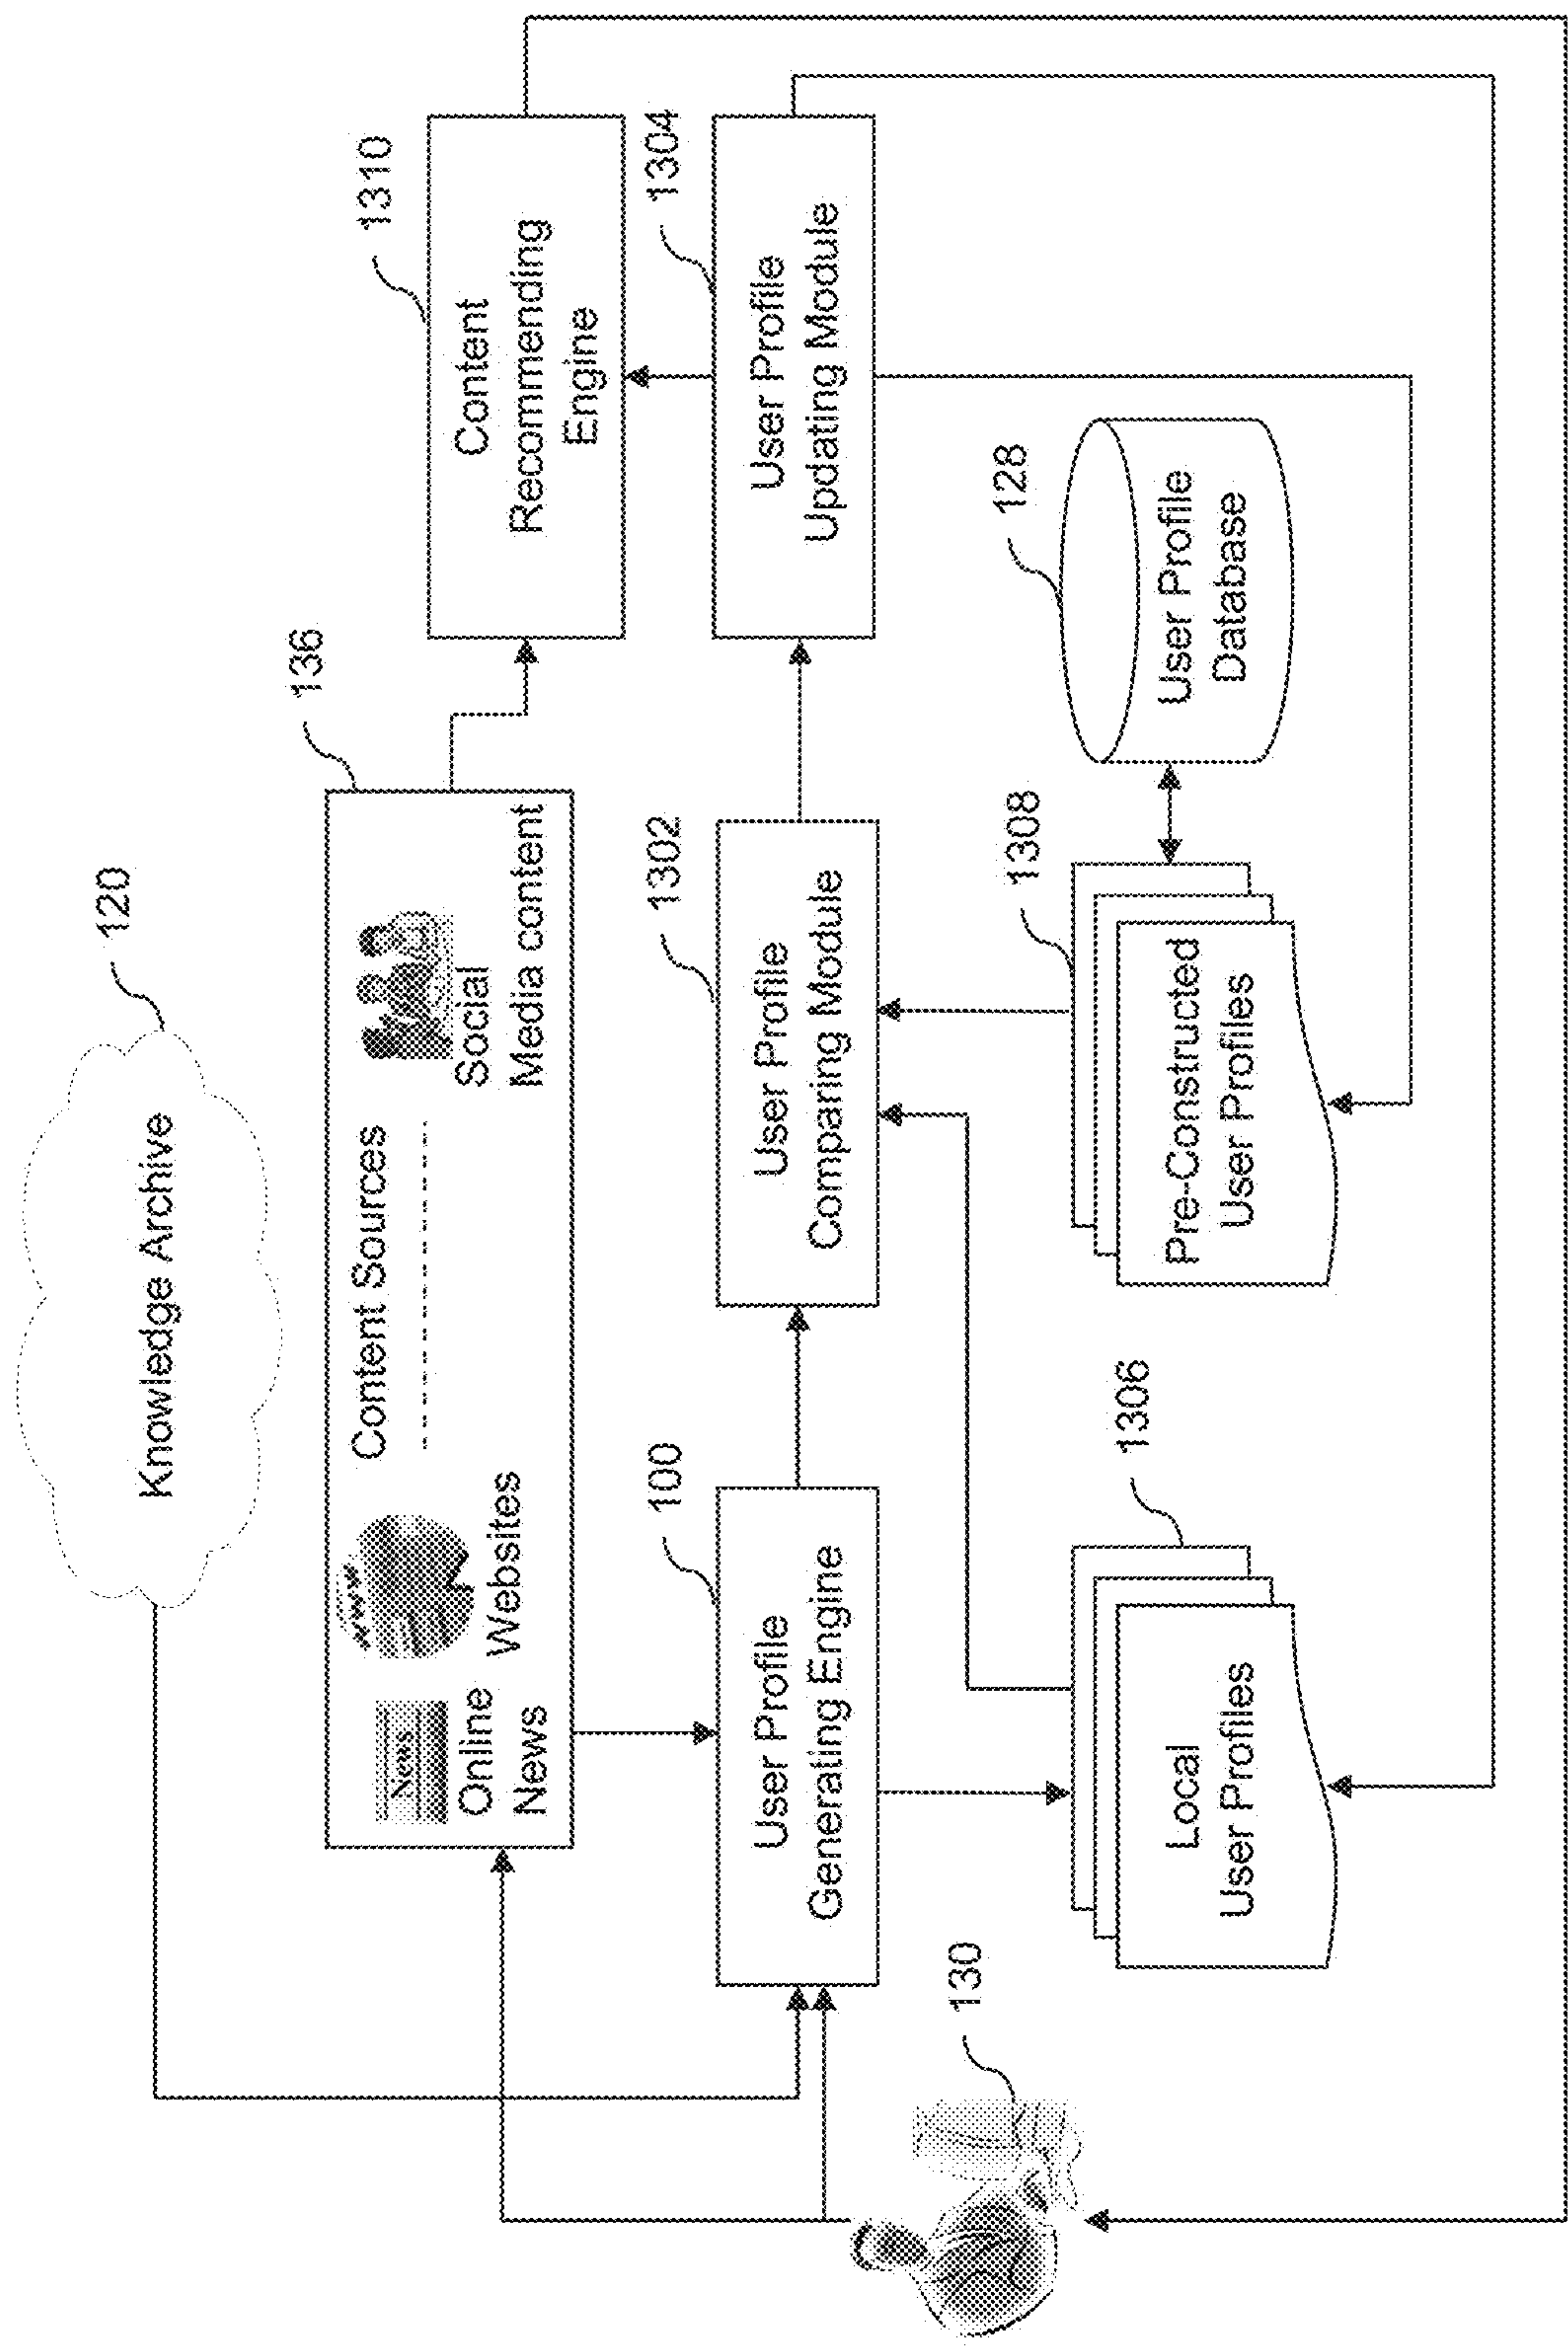 120
Knowledge Archive
136
Content Sources
News
Online
News
www
Websites
Social
Media content
1310
Content
Recommending
Engine
100
User Profile
Generating Engine
1302
User Profile
Comparing Module
1304
User Profile
Updating Module
130
1306
Local
User Profiles
1308
Pre-Constructed
User Profiles
128
User Profile
Database